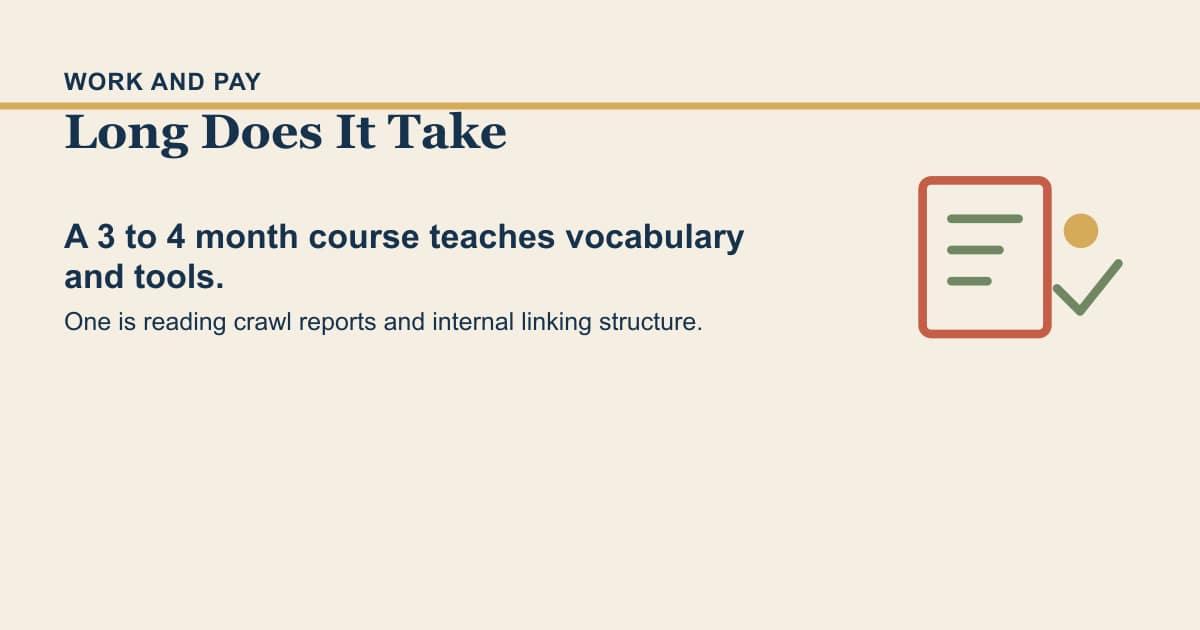 WORK AND PAY
Long Does It Take
A 3 to 4 month course teaches vocabulary
and tools.
One is reading crawl reports and internal linking structure.